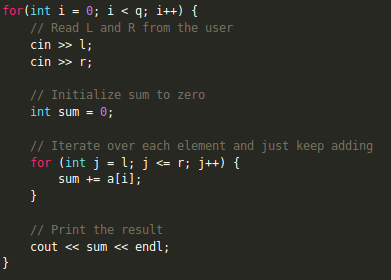 for(int i = 0; i < q; i++) {
    // Read L and R from the user
    cin >> l;
    cin >> r;

    // Initialize sum to zero
    int sum = 0;

    // Iterate over each element and just keep adding
    for (int j = l; j <= r; j++) {
        sum += a[i];
    }

    // Print the result
    cout << sum << endl;
}